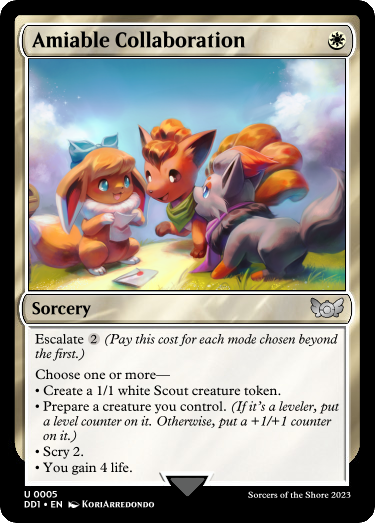 Amiable Collaboration
Sorcery
Escalate 2 (Pay this cost for each mode chosen beyond
the first.)
Choose one or more—
• Create a 1/1 white Scout creature token.
• Prepare a creature you control. (If it's a leveler, put
a level counter on it. Otherwise, put a +1/+1 counter
on it.)
• Scry 2.
• You gain 4 life.
U 0005
DD1 • EN KoriArredondo
Sorcers of the Shore 2023